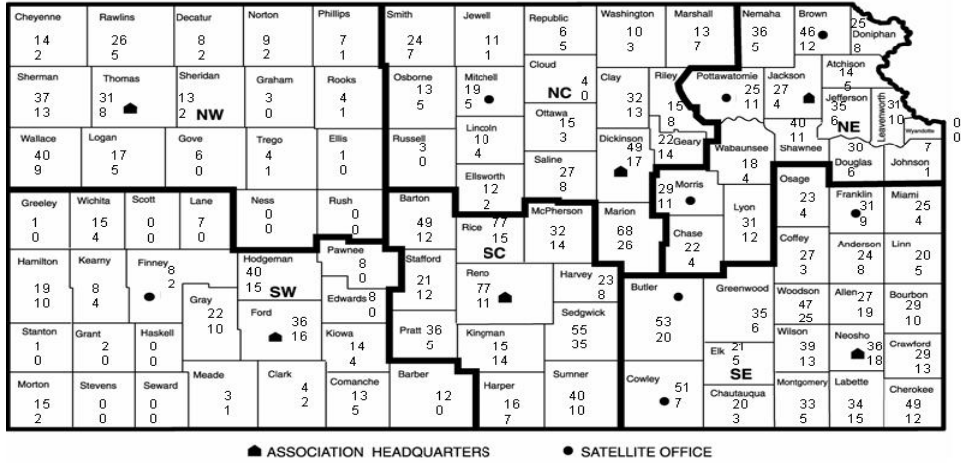 Cheyenne 14 2
Rawlins 26 5
Decatur 8 2
Norton 9 2
Phillips 7 1
Smith 24 7
Jewell 11 1
Republic 6 5
Washington 10 3
Marshall 13 7
Nemaha 36 5
Brown 46 12
Doniphan 25 8
Sherman 37 13
Thomas 31 8
Sheridan 13 2
NW
Graham 3 0
Rooks 4 1
Osborne 13 5
Mitchell 19 5
Cloud 4 0
NC
Clay 32 13
Riley 15 8
Pottawatomie 25 11
Jackson 27 4
Atchison 14 5
Jefferson 35 6
NE
Leavenworth 31 10
Wyandotte 0 0
Wallace 40 9
Logan 17 5
Gove 6 0
Trego 4 1
Ellis 1 0
Russell 3 0
Lincoln 10 4
Ottawa 15 3
Saline 27 8
Dickinson 49 17
Geary 22 14
Wabaunsee 18 4
Shawnee 40 11
Douglas 30 6
Johnson 7 1
Ellsworth 12 2
Morris 29 11
Osage 23 4
Franklin 31 9
Miami 25 4
Greeley 1 0
Wichita 15 4
Scott 0 0
Lane 7 0
Ness 0 0
Rush 0 0
Barton 49 12
Rice 77 15
SC
McPherson 32 14
Marion 68 26
Chase 22 4
Lyon 31 12
Coffey 27 3
Anderson 24 8
Linn 20 5
Hamilton 19 10
Kearny 8 4
Finney 8 2
Hodgeman 40 15
SW
Pawnee 8 0
Stafford 21 12
Reno 77 11
Harvey 23 8
Butler 53 20
Greenwood 35 6
Woodson 47 25
Allen 27 19
Bourbon 29 10
Gray 22 10
Ford 36 16
Edwards 8 0
Sedgwick 55 35
Stanton 1 0
Grant 2 0
Haskell 0 0
Kiowa 14 4
Pratt 36 5
Kingman 15 14
Elk 21 5
SE
Wilson 39 13
Neosho 36 18
Crawford 29 13
Morton 15 2
Stevens 0 0
Seward 0 0
Meade 3 1
Clark 4 2
Comanche 13 5
Barber 12 0
Harper 16 7
Sumner 40 10
Cowley 51 7
Chautauqua 20 3
Montgomery 33 5
Labette 34 15
Cherokee 49 12
ASSOCIATION HEADQUARTERS
SATELLITE OFFICE